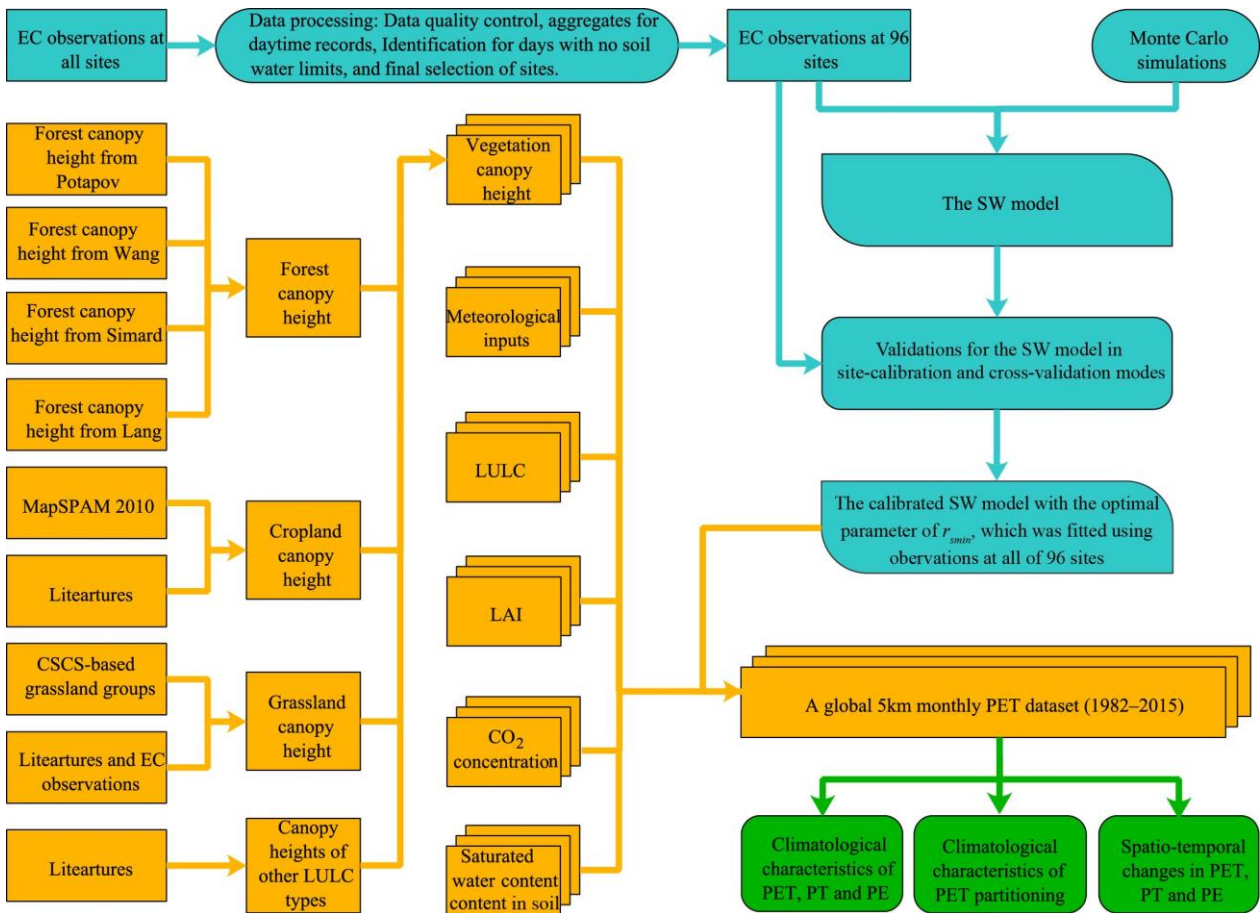 EC observations at
all sites
Data processing: Data quality control, aggregates for
daytime records, Identification for days with no soil
water limits, and final selection of sites.
EC observations at 96
sites
Monte Carlo
simulations
Forest canopy
height from
Potapov
Forest canopy
height from Wang
Forest canopy
height from Simard
Forest canopy
height from Lang
MapSPAM 2010
Liteartures
CSCS-based
grassland groups
Liteartures and EC
observations
Liteartures
Forest
canopy
height
Cropland
canopy
height
Grassland
canopy
height
Canopy
heights of
other LULC
types
Vegetation
canopy
height
Meteorological
inputs
LULC
LAI
CO₂
concentration
Saturated
water content
content in soil
The SW model
Validations for the SW model in
site-calibration and cross-validation modes
The calibrated SW model with the optimal
parameter of rsmin, which was fitted using
obervations at all of 96 sites
A global 5km monthly PET dataset (1982–2015)
Climatological
characteristics of
PET, PT and PE
Climatological
characteristics of
PET partitioning
Spatio-temporal
changes in PET,
PT and PE